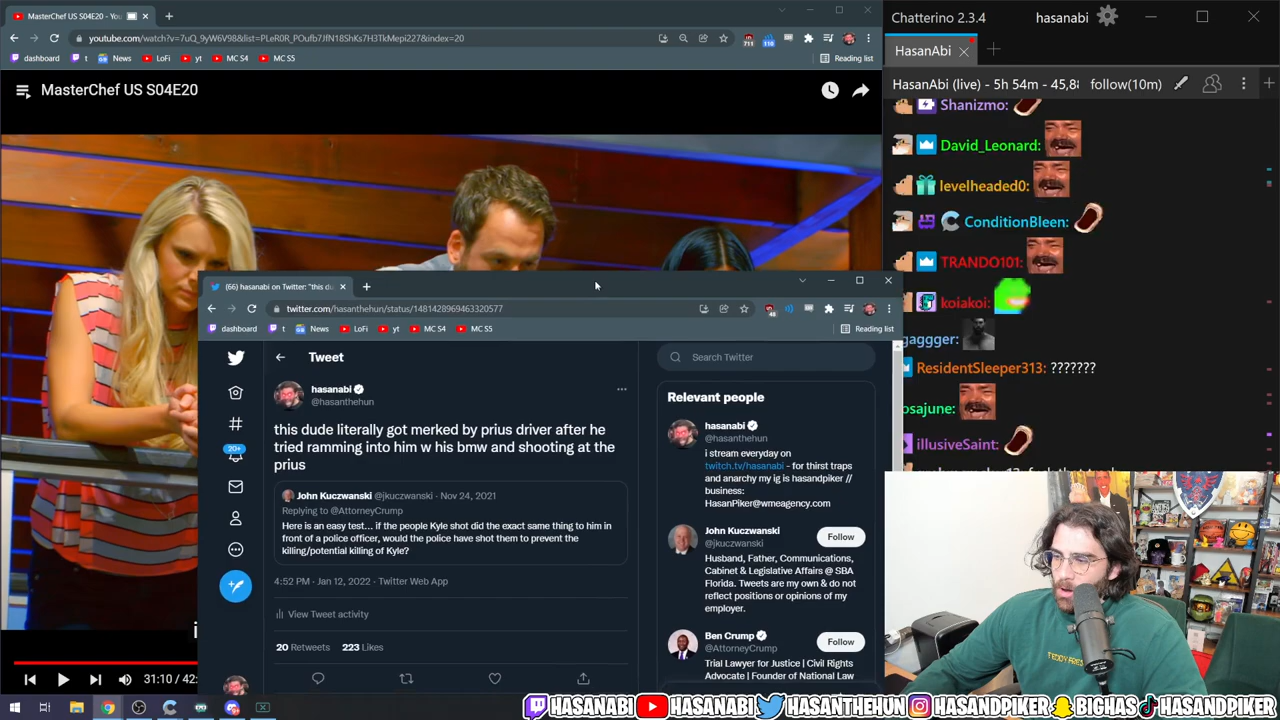 MasterChef US S04E20 - You
youtube.com/watch?v=7uQ_9yW6V98&list=PLeR0R_POufb7JfN18ShKs7H3TkMepi227&index=20
711
116
dashboard
t
News
LoFi
yt
MC S4
MC S5
Reading list
MasterChef US S04E20
31:10 / 42:
Chatterino 2.3.4
hasanabi
HasanAbi
HasanAbi (live) - 5h 54m - 45,8
follow(10m)
Shanizmo:
David_Leonard:
levelheaded0:
ConditionBleen:
TRANDO101:
koiakoi:
gaggger:
ResidentSleeper313: ???????
osajune:
illusiveSaint:
(66) hasanabi on Twitter: "this du
twitter.com/hasanthehun/status/1481428969463320577
48
dashboard
t
News
LoFi
yt
MC S4
MC S5
Reading list
Tweet
Search Twitter
hasanabi
@hasanthehun
this dude literally got merked by prius driver after he
tried ramming into him w his bmw and shooting at the
prius
20+
John Kuczwanski @jkuczwanski · Nov 24, 2021
Replying to @AttorneyCrump
Here is an easy test... if the people Kyle shot did the exact same thing to him in
front of a police officer, would the police have shot them to prevent the
killing/potential killing of Kyle?
4:52 PM · Jan 12, 2022 · Twitter Web App
View Tweet activity
20 Retweets 223 Likes
Relevant people
hasanabi
@hasanthehun
i stream everyday on
twitch.tv/hasanabi - for thirst traps
and anarchy my ig is hasandpiker //
business:
HasanPiker@wmeagency.com
John Kuczwanski
@jkuczwanski
Follow
Husband, Father, Communications,
Cabinet & Legislative Affairs @ SBA
Florida. Tweets are my own & do not
reflect positions or opinions of my
employer.
Ben Crump
@AttorneyCrump
Follow
Trial Lawyer for Justice | Civil Rights
Advocate | Founder of National Law
TEDDY FRES
HASANABI
HASANABI
HASANTHEHUN
HASANDPIKER
BIGHAS
HASANDPIKER